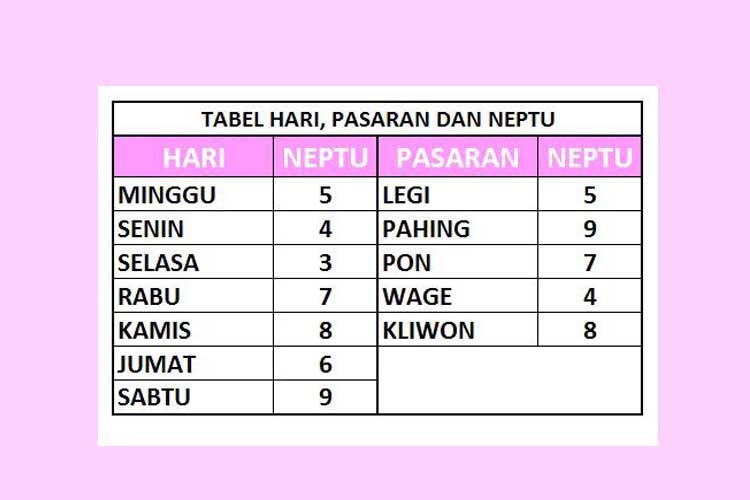 TABEL HARI, PASARAN DAN NEPTU
HARI NEPTU PASARAN NEPTU
MINGGU 5 LEGI 5
SENIN 4 PAHING 9
SELASA 3 PON 7
RABU 7 WAGE 4
KAMIS 8 KLIWON 8
JUMAT 6
SABTU 9